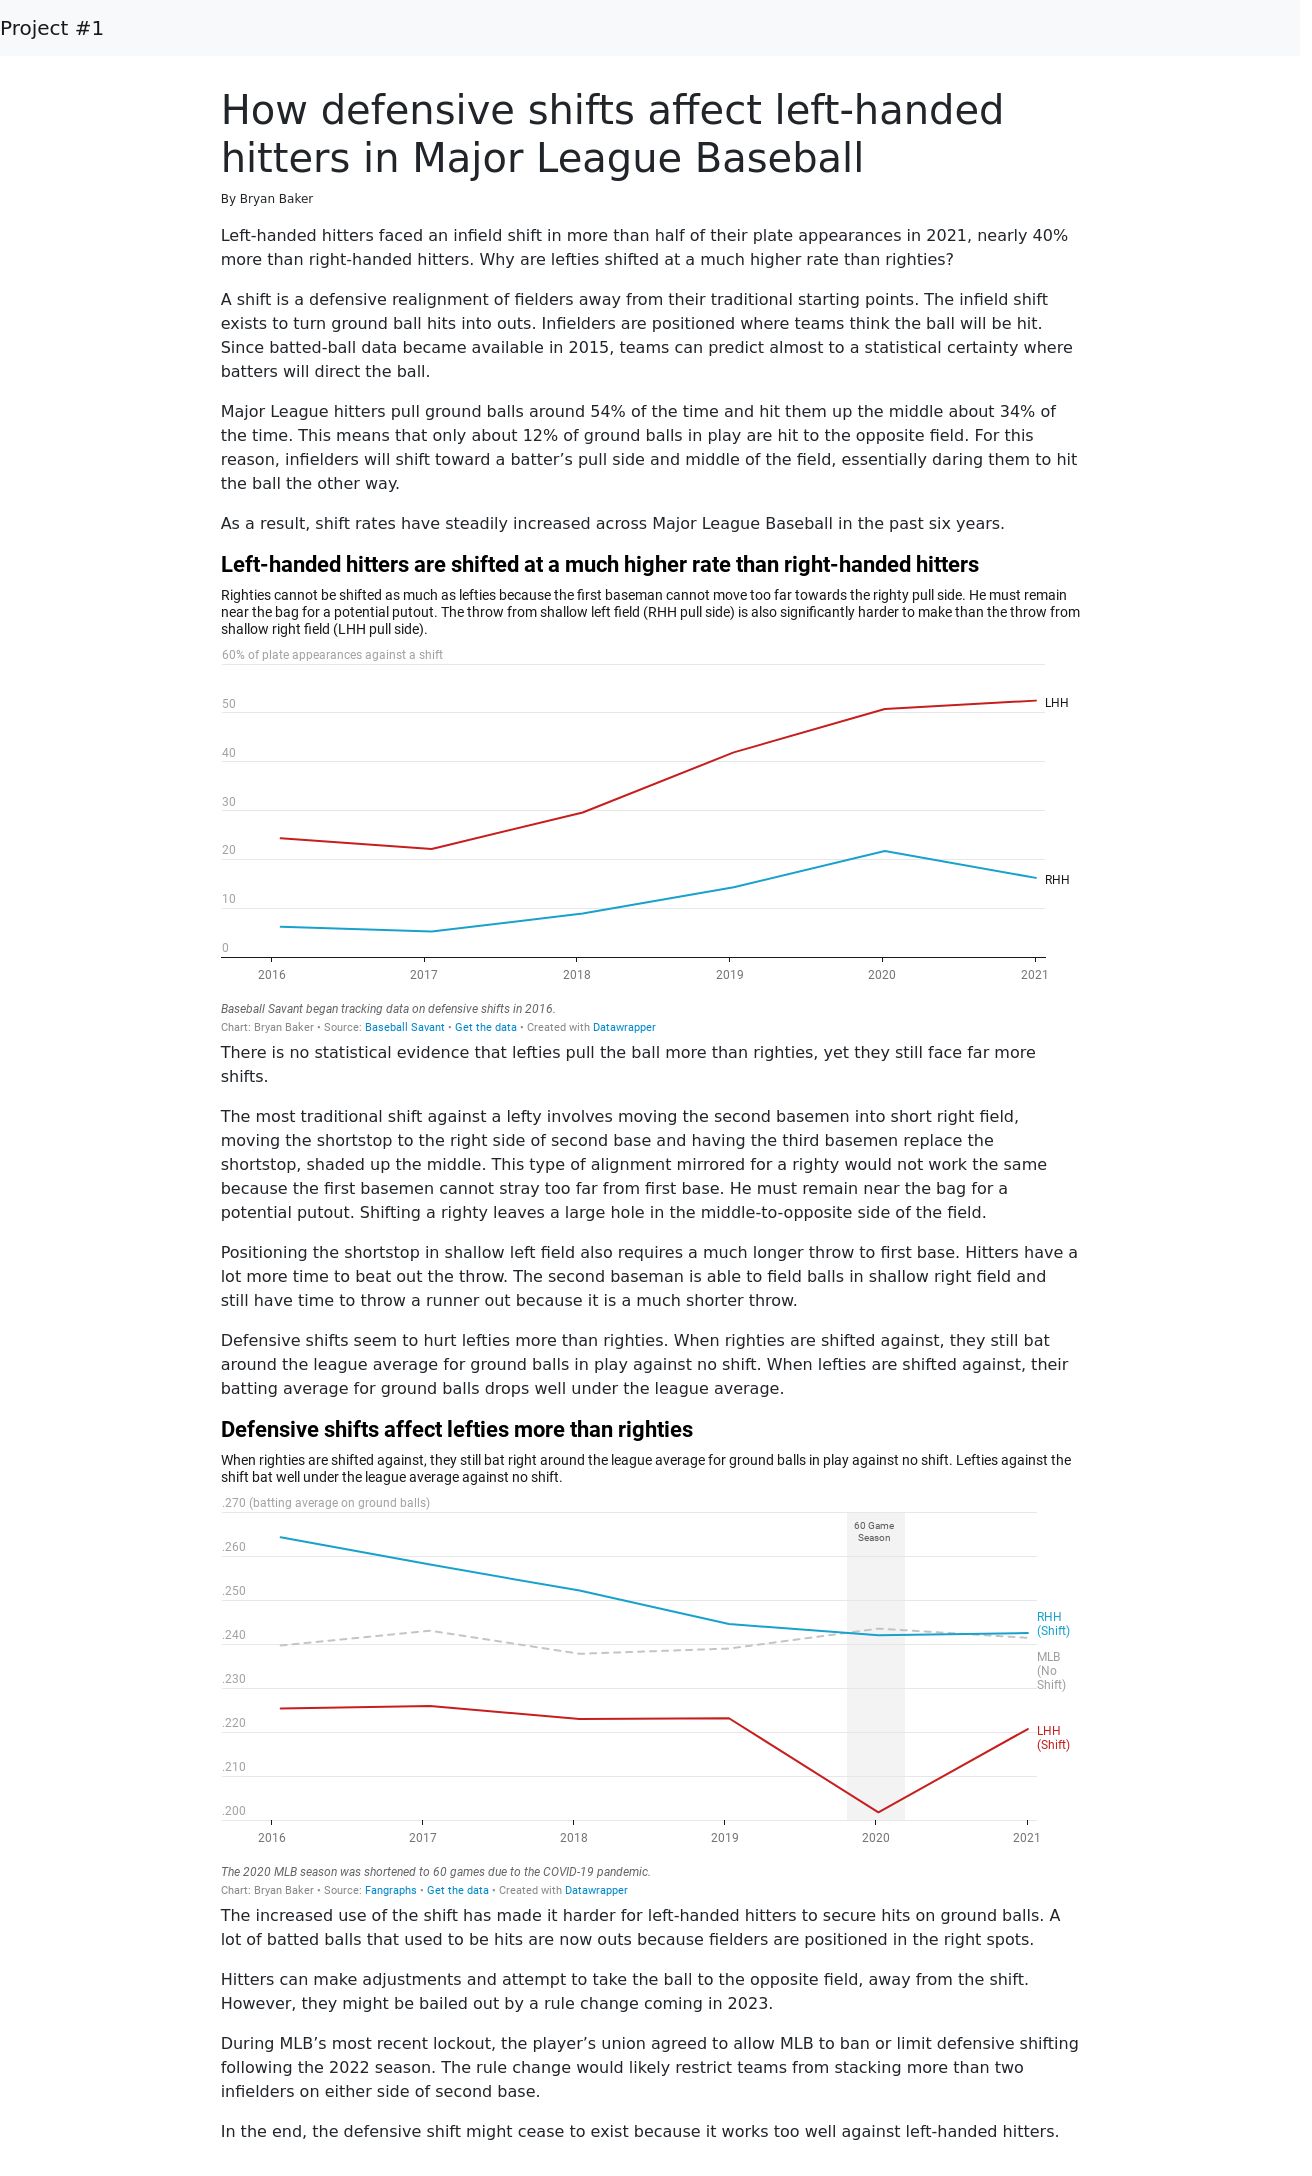 Project #1
How defensive shifts affect left-handed
hitters in Major League Baseball
By Bryan Baker
Left-handed hitters faced an infield shift in more than half of their plate appearances in 2021, nearly 40%
more than right-handed hitters. Why are lefties shifted at a much higher rate than righties?
A shift is a defensive realignment of fielders away from their traditional starting points. The infield shift
exists to turn ground ball hits into outs. Infielders are positioned where teams think the ball will be hit.
Since batted-ball data became available in 2015, teams can predict almost to a statistical certainty where
batters will direct the ball.
Major League hitters pull ground balls around 54% of the time and hit them up the middle about 34% of
the time. This means that only about 12% of ground balls in play are hit to the opposite field. For this
reason, infielders will shift toward a batter’s pull side and middle of the field, essentially daring them to hit
the ball the other way.
As a result, shift rates have steadily increased across Major League Baseball in the past six years.
Left-handed hitters are shifted at a much higher rate than right-handed hitters
Righties cannot be shifted as much as lefties because the first baseman cannot move too far towards the righty pull side. He must remain
near the bag for a potential putout. The throw from shallow left field (RHH pull side) is also significantly harder to make than the throw from
shallow right field (LHH pull side).
60% of plate appearances against a shift
50
LHH
40
30
20
RHH
10
0
2016 2017 2018 2019 2020 2021
Baseball Savant began tracking data on defensive shifts in 2016.
Chart: Bryan Baker • Source: Baseball Savant • Get the data • Created with Datawrapper
There is no statistical evidence that lefties pull the ball more than righties, yet they still face far more
shifts.
The most traditional shift against a lefty involves moving the second basemen into short right field,
moving the shortstop to the right side of second base and having the third basemen replace the
shortstop, shaded up the middle. This type of alignment mirrored for a righty would not work the same
because the first basemen cannot stray too far from first base. He must remain near the bag for a
potential putout. Shifting a righty leaves a large hole in the middle-to-opposite side of the field.
Positioning the shortstop in shallow left field also requires a much longer throw to first base. Hitters have a
lot more time to beat out the throw. The second baseman is able to field balls in shallow right field and
still have time to throw a runner out because it is a much shorter throw.
Defensive shifts seem to hurt lefties more than righties. When righties are shifted against, they still bat
around the league average for ground balls in play against no shift. When lefties are shifted against, their
batting average for ground balls drops well under the league average.
Defensive shifts affect lefties more than righties
When righties are shifted against, they still bat right around the league average for ground balls in play against no shift. Lefties against the
shift bat well under the league average against no shift.
.270 (batting average on ground balls)
60 Game
Season
.260
.250
RHH
(Shift)
.240
MLB
(No
Shift)
.230
.220
LHH
(Shift)
.210
.200
2016 2017 2018 2019 2020 2021
The 2020 MLB season was shortened to 60 games due to the COVID-19 pandemic.
Chart: Bryan Baker • Source: Fangraphs • Get the data • Created with Datawrapper
The increased use of the shift has made it harder for left-handed hitters to secure hits on ground balls. A
lot of batted balls that used to be hits are now outs because fielders are positioned in the right spots.
Hitters can make adjustments and attempt to take the ball to the opposite field, away from the shift.
However, they might be bailed out by a rule change coming in 2023.
During MLB’s most recent lockout, the player’s union agreed to allow MLB to ban or limit defensive shifting
following the 2022 season. The rule change would likely restrict teams from stacking more than two
infielders on either side of second base.
In the end, the defensive shift might cease to exist because it works too well against left-handed hitters.